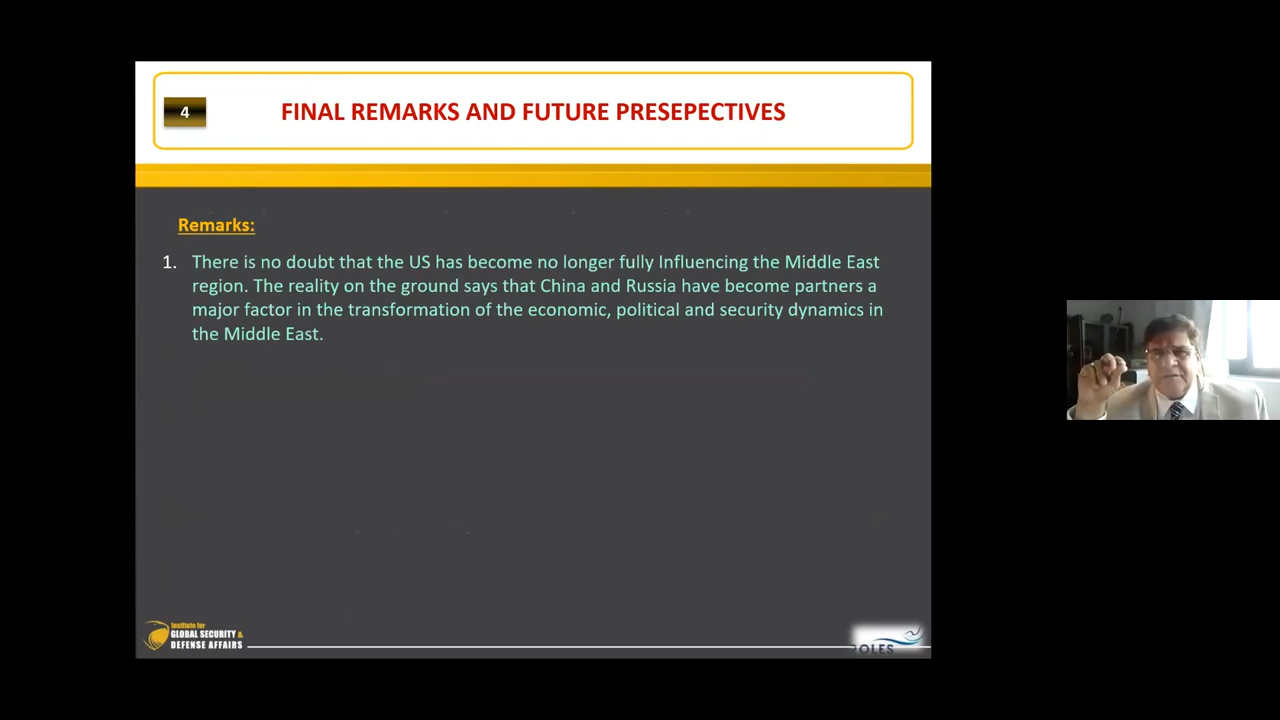 4
FINAL REMARKS AND FUTURE PRESEPECTIVES
Remarks:
1. There is no doubt that the US has become no longer fully Influencing the Middle East
region. The reality on the ground says that China and Russia have become partners a
major factor in the transformation of the economic, political and security dynamics in
the Middle East.
Institute for
GLOBAL SECURITY &
DEFENSE AFFAIRS